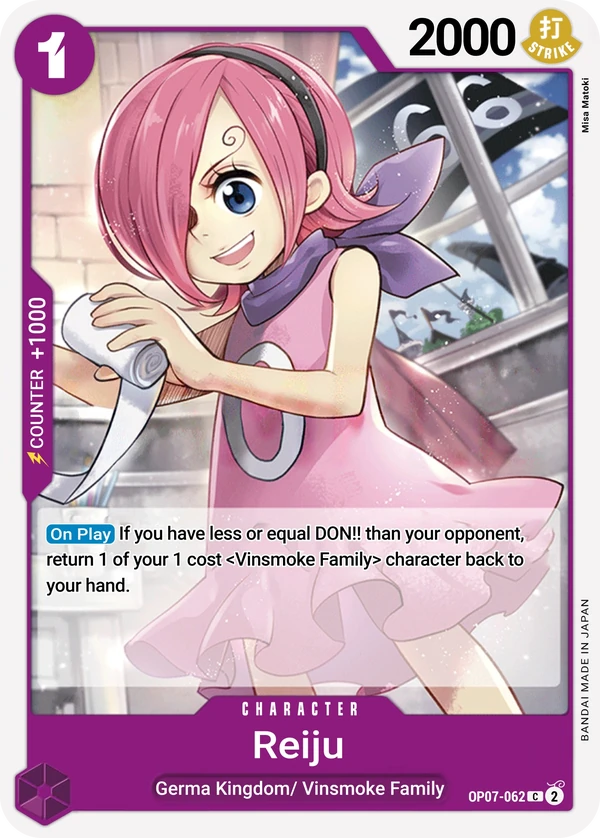 1
2000
打
STRIKE
Misa Matoki
66
COUNTER +1000
On Play If you have less or equal DON!! than your opponent,
return 1 of your 1 cost <Vinsmoke Family> character back to
your hand.
BANDAI MADE IN JAPAN
CHARACTER
Reiju
Germa Kingdom/ Vinsmoke Family
OP07-062 C 2